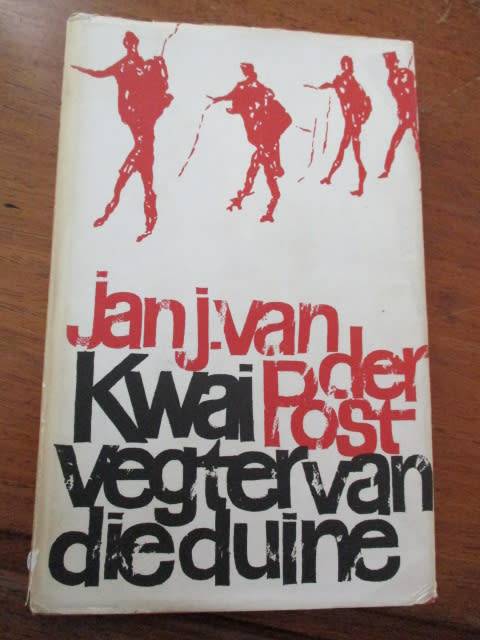 jan j. van
der
Kwai Post
vegter van
die duine